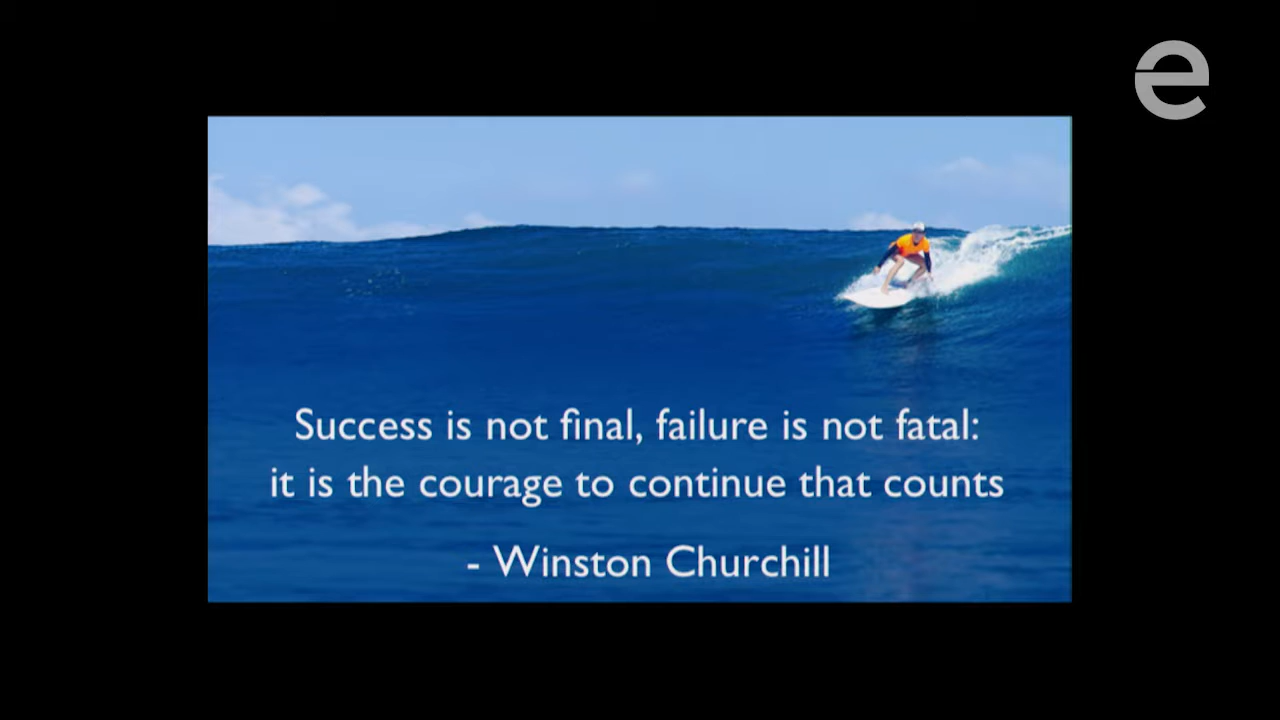 e
Success is not final, failure is not fatal:
it is the courage to continue that counts
- Winston Churchill